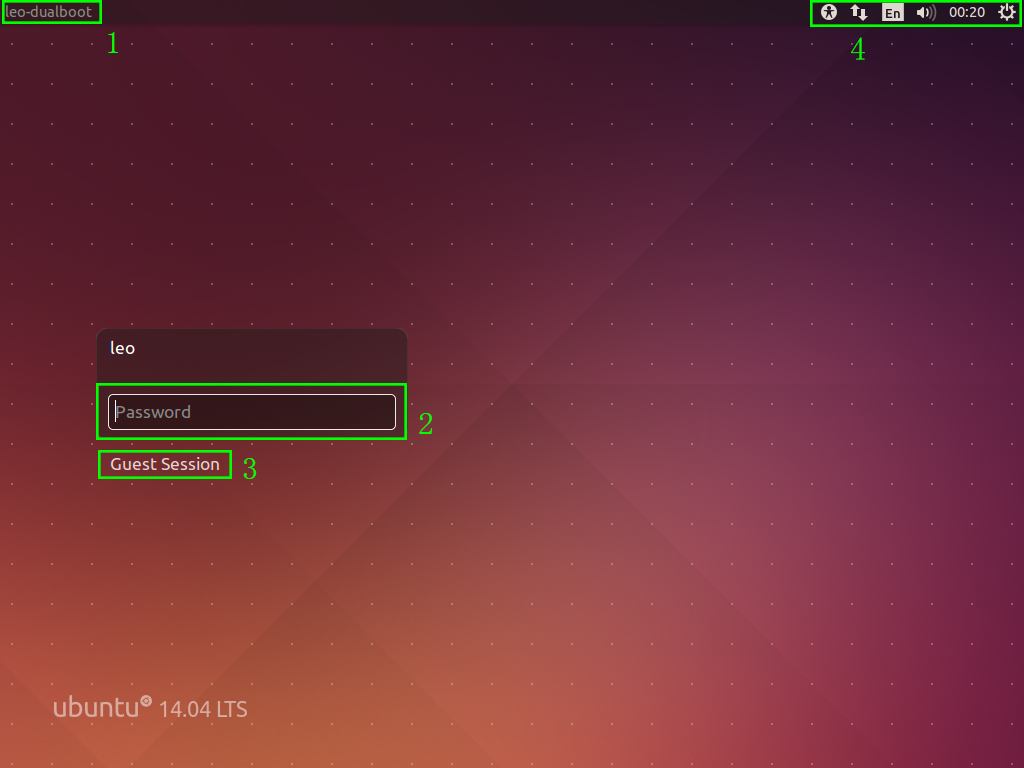 leo-dualboot
En
00:20
1
4
leo
Password
2
Guest Session
3
ubuntu 14.04 LTS